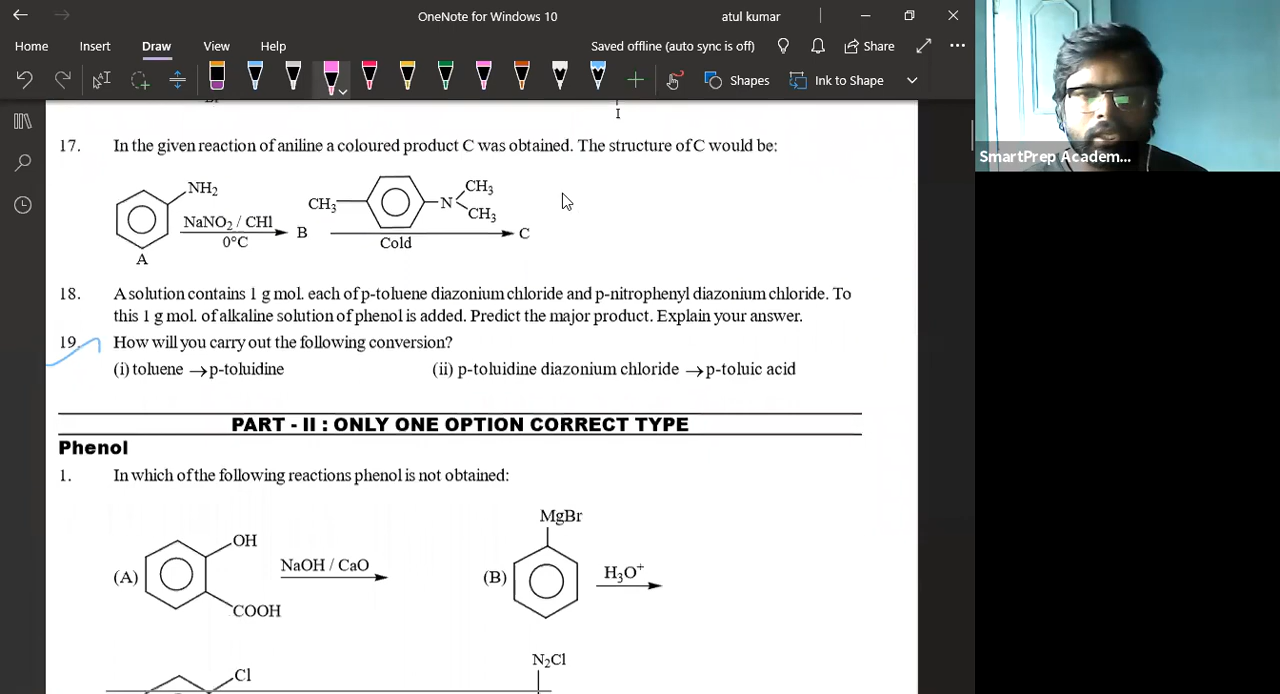 OneNote for Windows 10
atul kumar
Home Insert Draw View Help
Saved offline (auto sync is off)
Share
Shapes
Ink to Shape
I
17. In the given reaction of aniline a coloured product C was obtained. The structure of C would be:
NH2
CH3
N
CH3
CH3
NaNO2 / CHl
0°C
B
Cold
C
A
18. A solution contains 1 g mol. each of p-toluene diazonium chloride and p-nitrophenyl diazonium chloride. To
this 1 g mol. of alkaline solution of phenol is added. Predict the major product. Explain your answer.
19. How will you carry out the following conversion?
(i) toluene → p-toluidine (ii) p-toluidine diazonium chloride → p-toluic acid
PART - II : ONLY ONE OPTION CORRECT TYPE
Phenol
1. In which of the following reactions phenol is not obtained:
(A)
OH
COOH
NaOH / CaO
(B)
MgBr
H3O+
Cl
N2Cl
SmartPrep Academ...